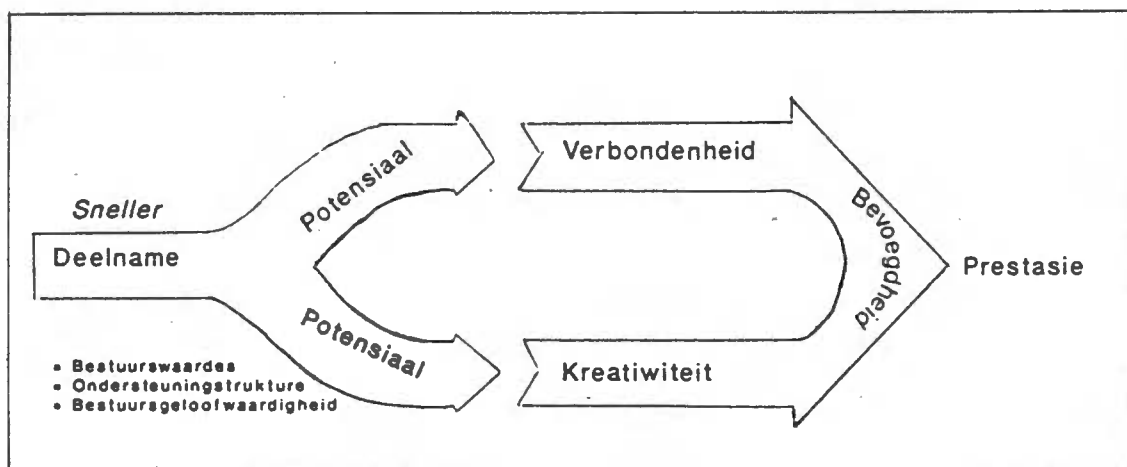 Sneller
Deelname
Potensiaal
Potensiaal
• Bestuurswaardes
• Ondersteuningstrukture
• Bestuursgeloofwaardigheid
Verbondenheid
Kreatiwiteit
Bevoegdheid
Prestasie